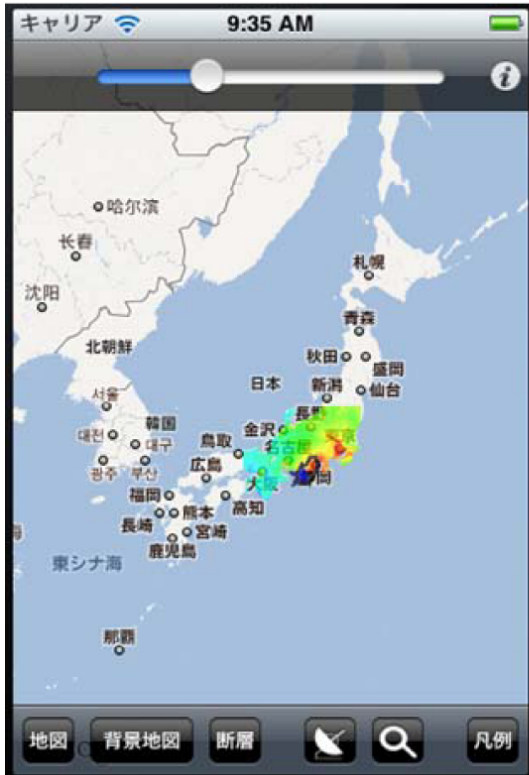 キャリア 9:35 AM
i
哈尔滨
长春
沈阳
札幌
青森
北朝鮮
秋田
盛岡
日本
新潟
仙台
서울
韓国
長野
대전
대구
鳥取
金沢
名古屋
東京
광주
부산
広島
大阪
岡
福岡
高知
長崎
熊本
宮崎
鹿児島
海
東シナ海
那覇
地図 背景地図 断層 凡例